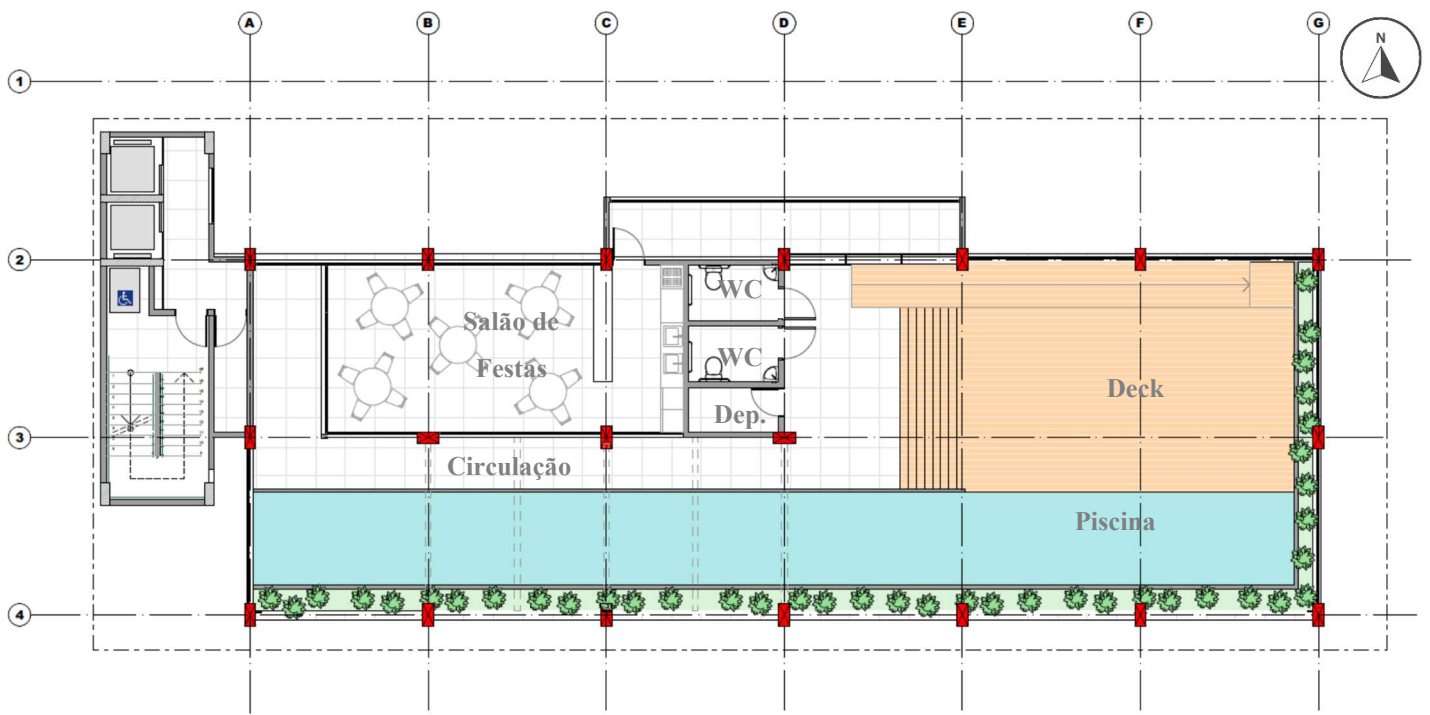 A B C D E F G
N
1
2
WC
Salão de
WC
Festas
Deck
Dep.
3
Circulação
Piscina
4